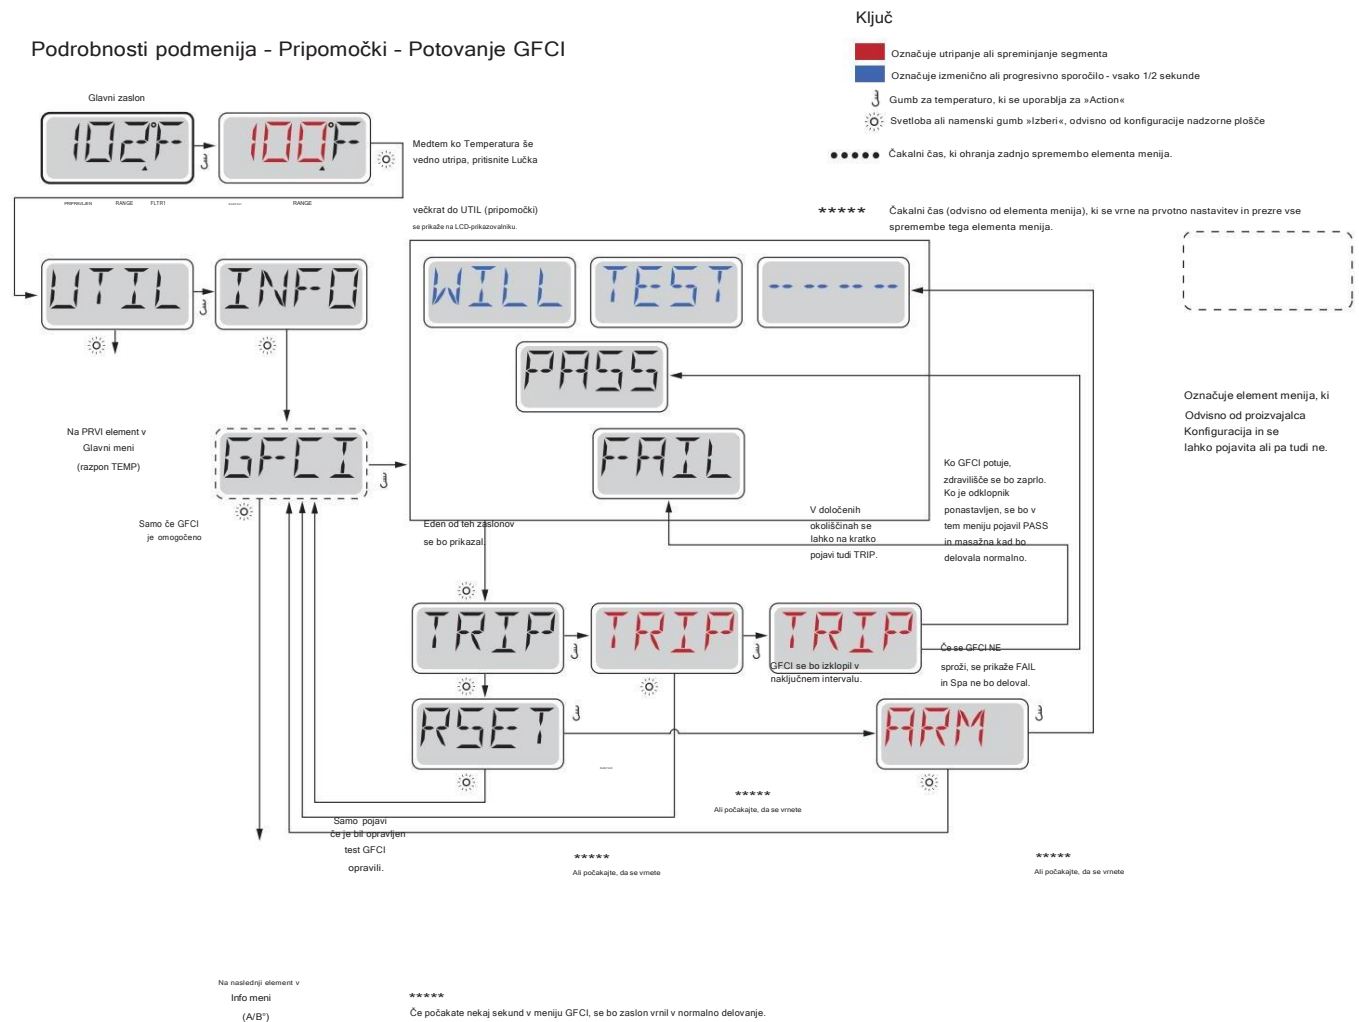 Ključ
Podrobnosti podmenija - Pripomočki - Potovanje GFCI
Označuje utripanje ali spreminjanje segmenta
Označuje izmenično ali progresivno sporočilo - vsako 1/2 sekunde
Gumb za temperaturo, ki se uporablja za »Action«
Svetloba ali namenski gumb »Izberi«, odvisno od konfiguracije nadzorne plošče
Čakalni čas, ki ohranja zadnjo spremembo elementa menija.
***** Čakalni čas (odvisno od elementa menija), ki se vrne na prvotno nastavitev in prezre vse
spremembe tega elementa menija.
Glavni zaslon
102°F
100°F
Medtem ko Temperatura še
vedno utripa, pritisnite Lučka
PRIPRAVLJEN RANGE FLTR1
RANGE
večkrat do UTIL (pripomočki)
se prikaže na LCD-prikazovalniku.
UTIL
INFO
WILL
TEST
-----
PASS
Označuje element menija, ki
Odvisno od proizvajalca
Konfiguracija in se
lahko pojavita ali pa tudi ne.
Na PRVI element v
Glavni meni
(razpon TEMP)
GFCI
FAIL
Ko GFCI potuje,
zdravilišče se bo zaprlo.
Ko je odklopnik
ponastavljen, se bo v
tem meniju pojavil PASS
in masažna kad bo
delovala normalno.
Samo če GFCI
je omogočeno
Eden od teh zaslonov
se bo prikazal.
V določenih
okoliščinah se
lahko na kratko
pojavi tudi TRIP.
TRIP
TRIP
TRIP
GFCI se bo izklopil v
naključnem intervalu.
Če se GFCI NE
sproži, se prikaže FAIL
in Spa ne bo deloval.
RSET
ARM
*****
Ali počakajte, da se vrnete
Samo pojavi
če je bil opravljen
test GFCI
opravili.
*****
Ali počakajte, da se vrnete
*****
Ali počakajte, da se vrnete
Na naslednji element v
Info meni
(A/B°)
*****
Če počakate nekaj sekund v meniju GFCI, se bo zaslon vrnil v normalno delovanje.